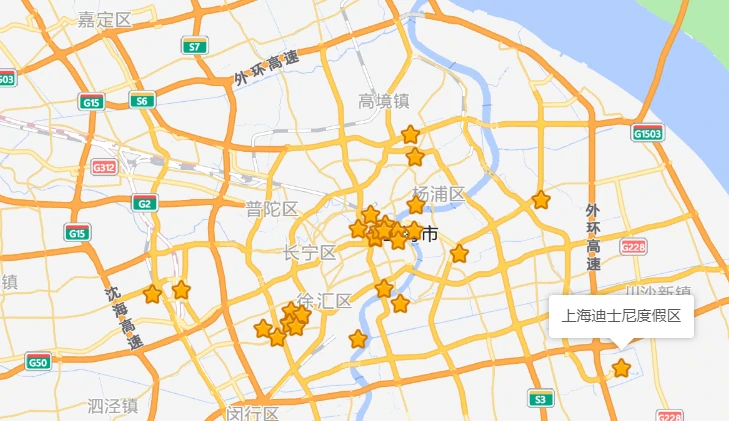 嘉定区
S7
外环高速
G503
G15
S6
高境镇
G1503
G312
杨浦区
G2
普陀区
外环高速
G15
海市
G228
长宁区
镇
川沙新镇
沈海高速
徐汇区
上海迪士尼度假区
G50
S3
泗泾镇
闵行区
G228